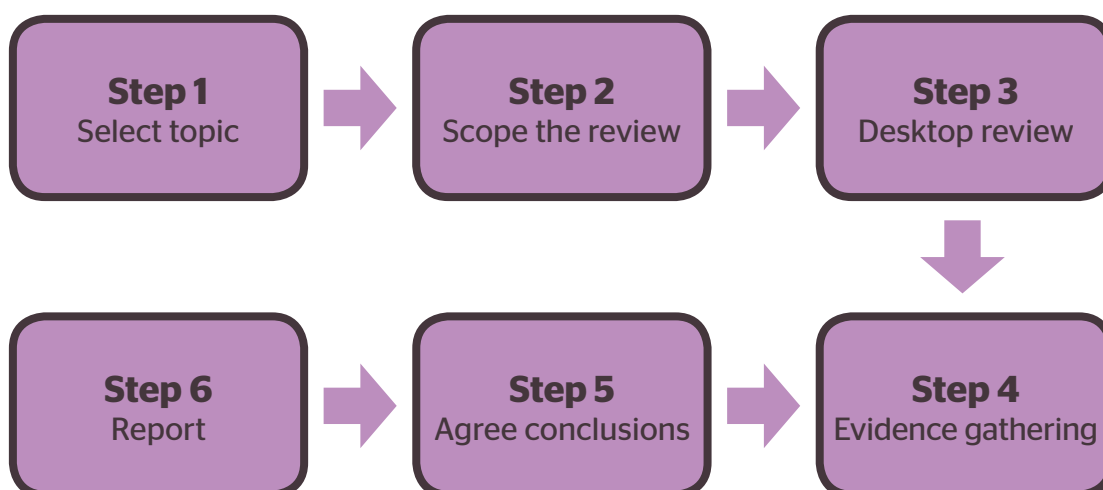 Step 1
Select topic
Step 2
Scope the review
Step 3
Desktop review
Step 6
Report
Step 5
Agree conclusions
Step 4
Evidence gathering